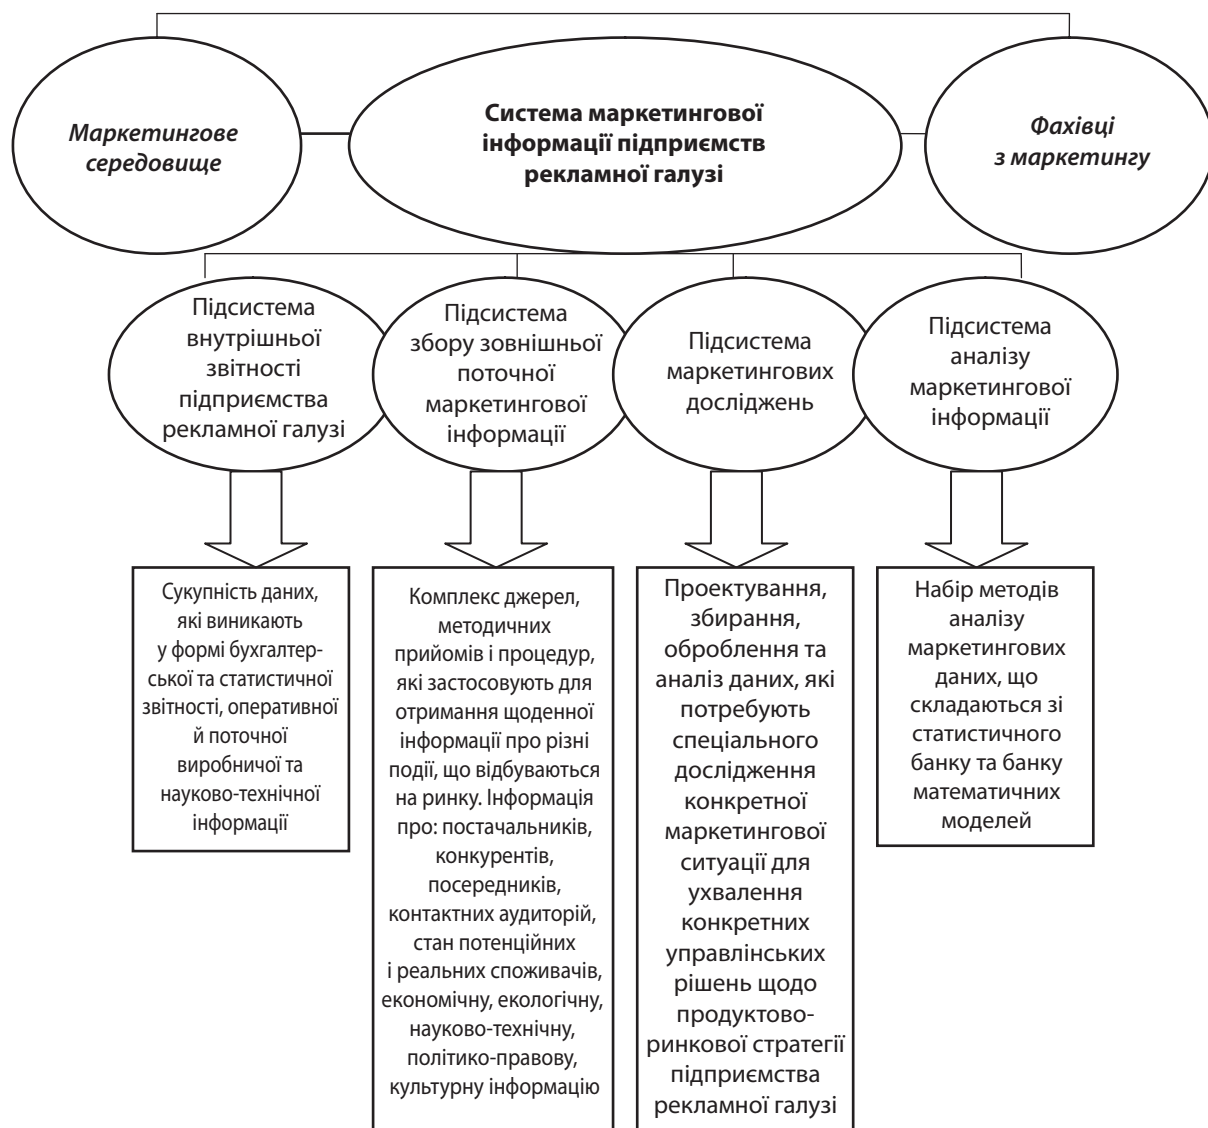 Маркетингове
середовище
Система маркетингової
інформації підприємств
рекламної галузі
Фахівці
з маркетингу
Підсистема
внутрішньої
звітності
підприємства
рекламної галузі
Підсистема
збору зовнішньої
поточної
маркетингової
інформації
Підсистема
маркетингових
досліджень
Підсистема
аналізу
маркетингової
інформації
Сукупність даних,
які виникають
у формі бухгалтер-
ської та статистичної
звітності, оперативної
й поточної
виробничої та
науково-технічної
інформації
Комплекс джерел,
методичних
прийомів і процедур,
які застосовують для
отримання щоденної
інформації про різні
події, що відбуваються
на ринку. Інформація
про: постачальників,
конкурентів,
посередників,
контактних аудиторій,
стан потенційних
і реальних споживачів,
економічну, екологічну,
науково-технічну,
політико-правову,
культурну інформацію
Проектування,
збирання,
оброблення та
аналіз даних, які
потребують
спеціального
дослідження
конкретної
маркетингової
ситуації для
ухвалення
конкретних
управлінських
рішень щодо
продуктово-
ринкової стратегії
підприємства
рекламної галузі
Набір методів
аналізу
маркетингових
даних, що
складаються зі
статистичного
банку та банку
математичних
моделей